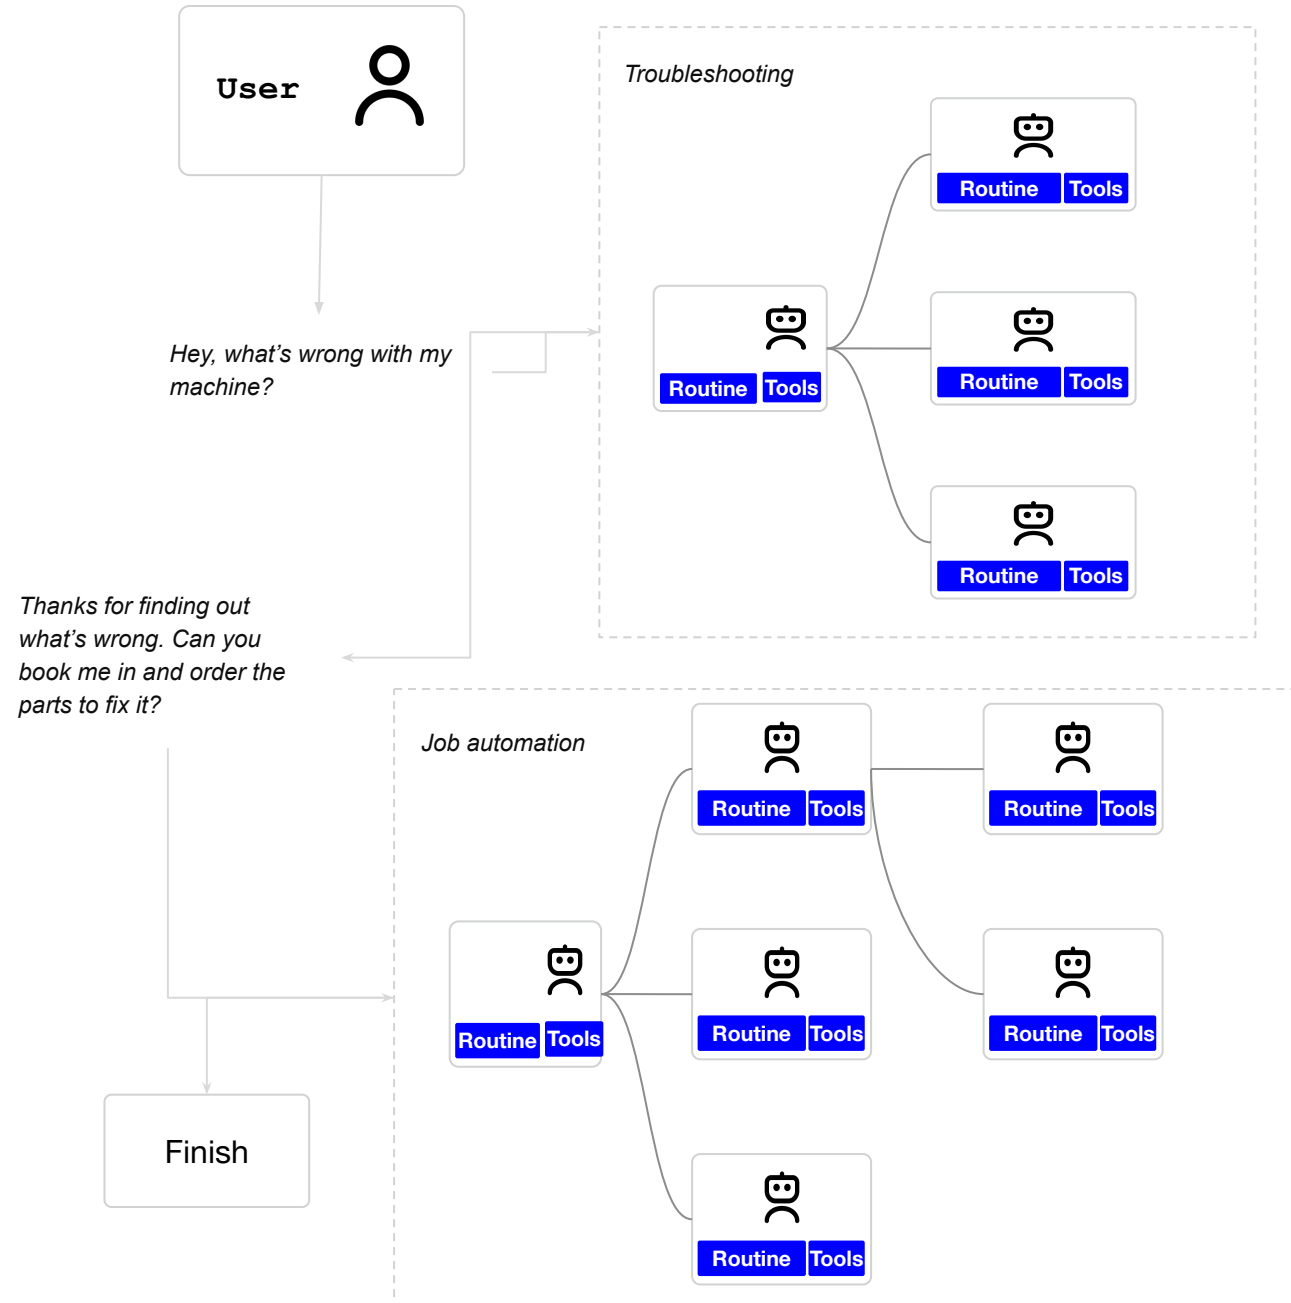 User
Troubleshooting
Routine Tools
Hey, what's wrong with my
machine?
Routine Tools
Routine Tools
Routine Tools
Thanks for finding out
what's wrong. Can you
book me in and order the
parts to fix it?
Job automation
Routine Tools
Routine Tools
Routine Tools
Routine Tools
Routine Tools
Finish
Routine Tools